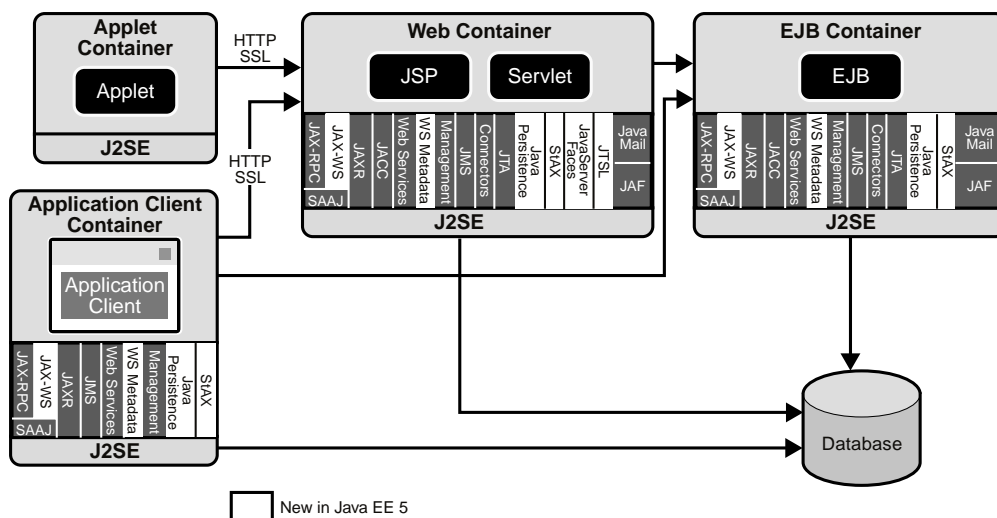 Applet
Container
Applet
J2SE
HTTP
SSL
HTTP
SSL
Web Container
JSP
Servlet
JAX-RPC
JAX-WS
SAAJ
JAXR
JACC
Web Services
WS Metadata
Management
JMS
Connectors
JTA
Java
Persistence
StAX
JavaServer
Faces
JTSL
Java
Mail
JAF
J2SE
EJB Container
EJB
JAX-RPC
JAX-WS
SAAJ
JAXR
JACC
Web Services
WS Metadata
Management
JMS
Connectors
JTA
Java
Persistence
StAX
Java
Mail
JAF
J2SE
Application Client
Container
Application
Client
JAX-RPC
JAX-WS
SAAJ
JAXR
JMS
Web Services
WS Metadata
Management
Java
Persistence
StAX
J2SE
Database
New in Java EE 5